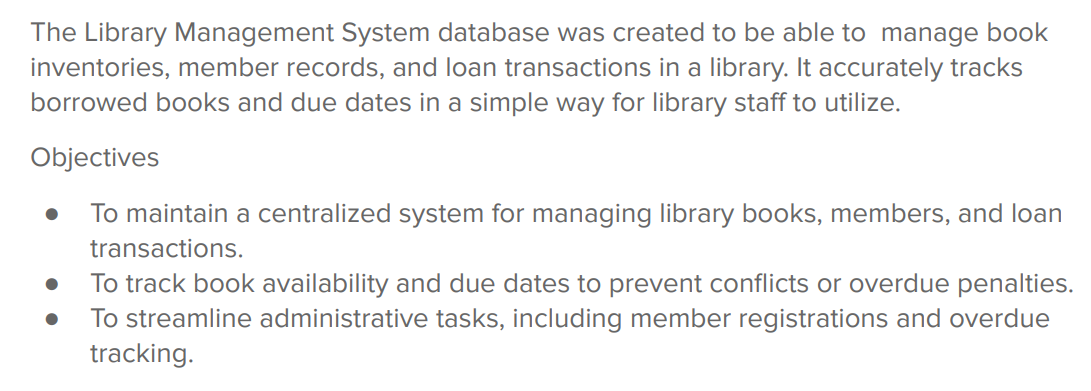 The Library Management System database was created to be able to  manage book
inventories, member records, and loan transactions in a library. It accurately tracks
borrowed books and due dates in a simple way for library staff to utilize.
Objectives
● To maintain a centralized system for managing library books, members, and loan
transactions.
● To track book availability and due dates to prevent conflicts or overdue penalties.
● To streamline administrative tasks, including member registrations and overdue
tracking.